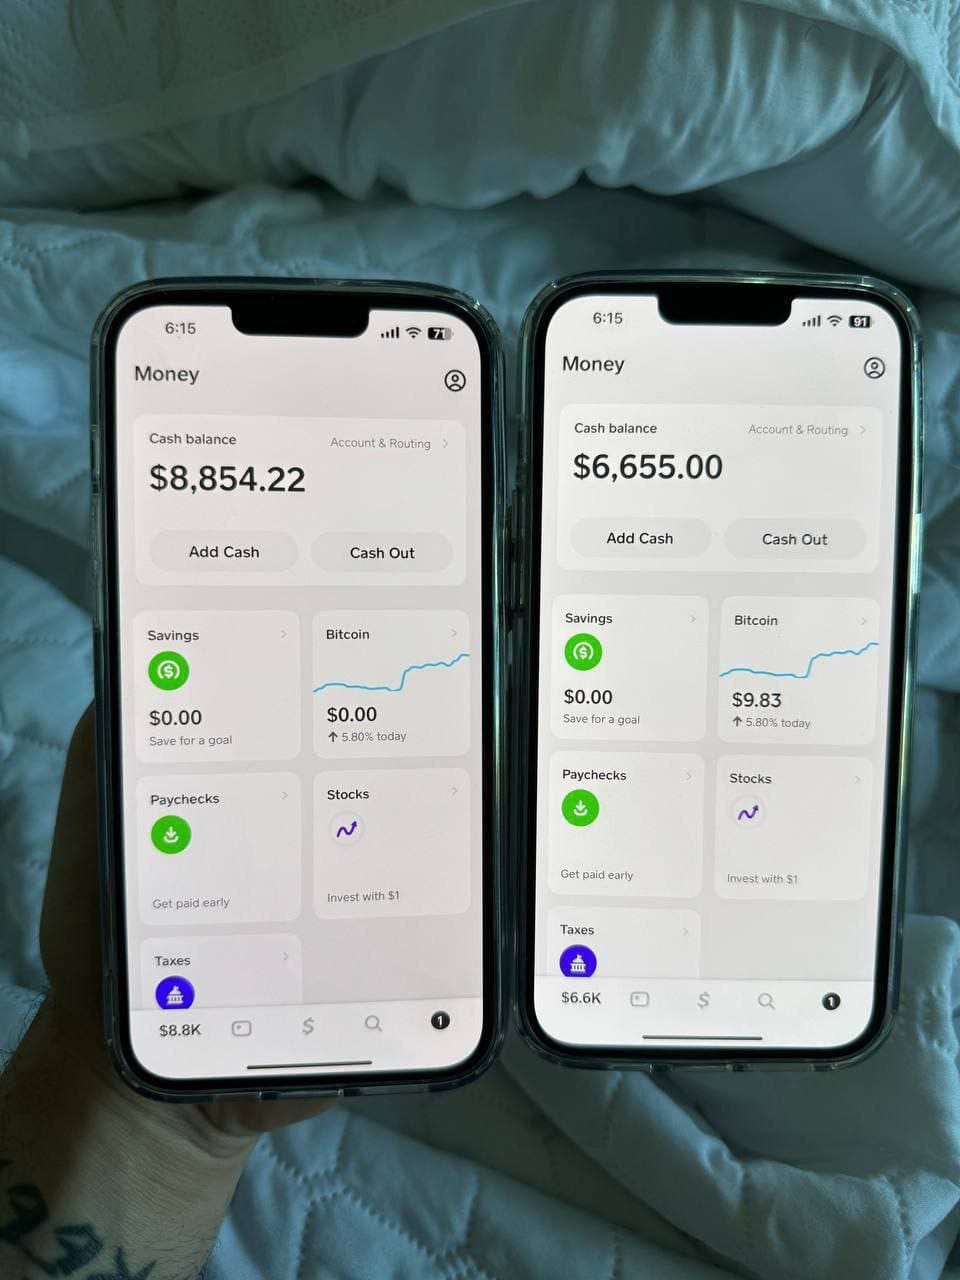 6:15
71
Money
Cash balance
Account & Routing
$8,854.22
Add Cash
Cash Out
Savings
$0.00
Save for a goal
Bitcoin
$0.00
↑ 5.80% today
Paychecks
Get paid early
Stocks
Invest with $1
Taxes
$8.8K
$
1
6:15
91
Money
Cash balance
Account & Routing
$6,655.00
Add Cash
Cash Out
Savings
$0.00
Save for a goal
Bitcoin
$9.83
↑ 5.80% today
Paychecks
Get paid early
Stocks
Invest with $1
Taxes
$6.6K
$
1